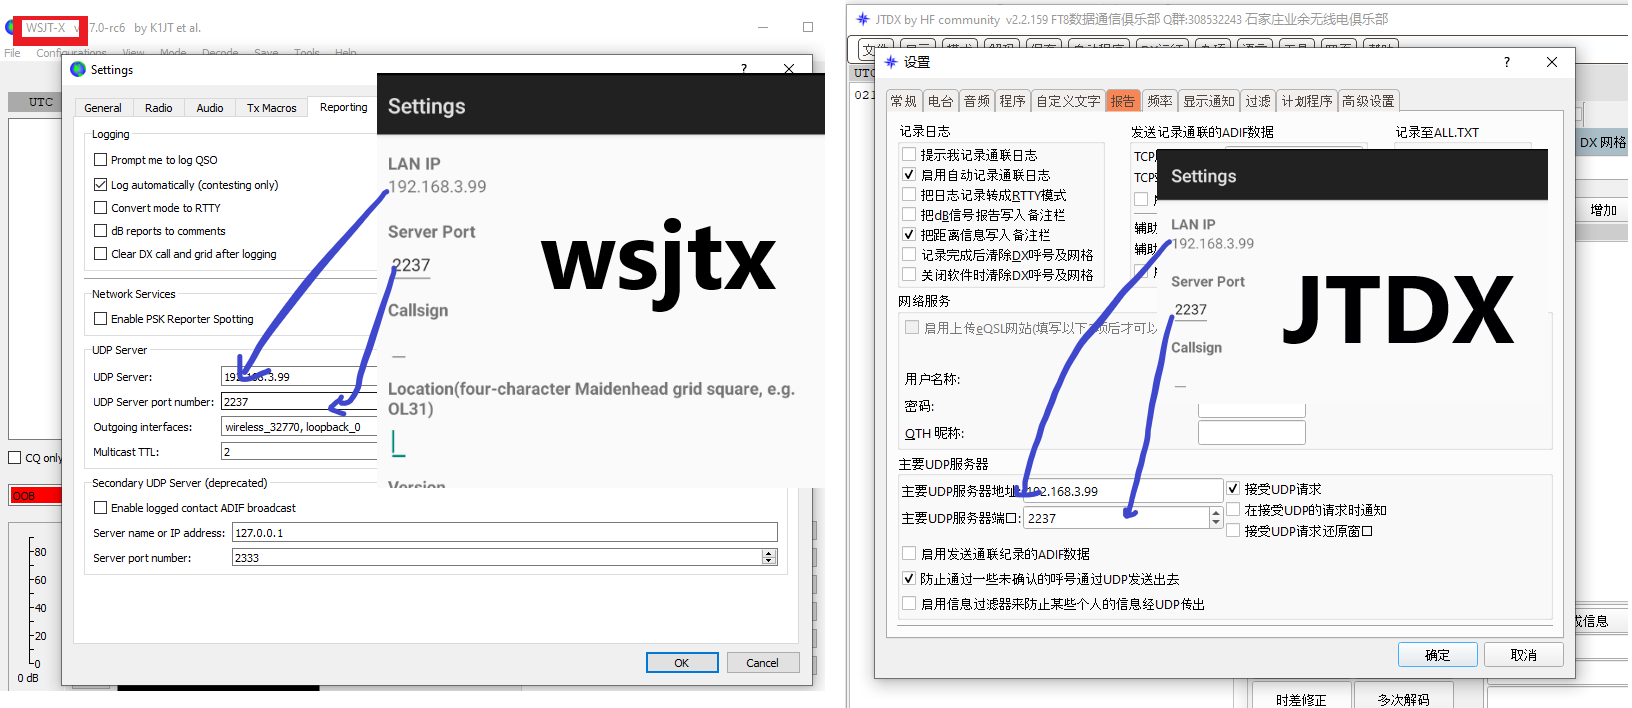 WSJT-X
7.0-rc6 by K1JT et al.
File Configurations View Mode Decode Save Tools Help
UTC
Settings
?
General Radio Audio Tx Macros Reporting
Logging
Prompt me to log QSO
Log automatically (contesting only)
Convert mode to RTTY
dB reports to comments
Clear DX call and grid after logging
Network Services
Enable PSK Reporter Spotting
UDP Server
UDP Server: 192.168.3.99
UDP Server port number: 2237
Outgoing interfaces: wireless_32770, loopback_0
Multicast TTL: 2
Secondary UDP Server (deprecated)
Enable logged contact ADIF broadcast
Server name or IP address: 127.0.0.1
Server port number: 2333
OK Cancel
CQ only
OOB
80
60
40
20
0
0 dB
Settings
LAN IP
192.168.3.99
Server Port
2237
Callsign
Location(four-character Maidenhead grid square, e.g.
OL31)
Version
wsjtx
JTDX by HF community v2.2.159 FT8数据通信俱乐部 Q群:308532243 石家庄业余无线电俱乐部
UTC
021
设置
?
常规 电台 音频 程序 自定义文字 报告 频率 显示通知 过滤 计划程序 高级设置
记录日志
提示我记录通联日志
启用自动记录通联日志
把日志记录转成RTTY模式
把dB信号报告写入备注栏
把距离信息写入备注栏
记录完成后清除DX呼号及网格
关闭软件时清除DX呼号及网格
发送记录通联的ADIF数据
TCP
TCP
辅助
辅助
记录至ALL.TXT
网络服务
启用上传eQSL网站(填写以下
后才可以
用户名称:
密码:
QTH 昵称:
主要UDP服务器
主要UDP服务器地址: 192.168.3.99
主要UDP服务器端口: 2237
接受UDP请求
在接受UDP的请求时通知
接受UDP请求还原窗口
启用发送通联纪录的ADIF数据
防止通过一些未确认的呼号通过UDP发送出去
启用信息过滤器来防止某些个人的信息经UDP传出
确定 取消
Settings
LAN IP
192.168.3.99
Server Port
2237
Callsign
JTDX
DX 网格
增加
信息
时差修正 多次解码